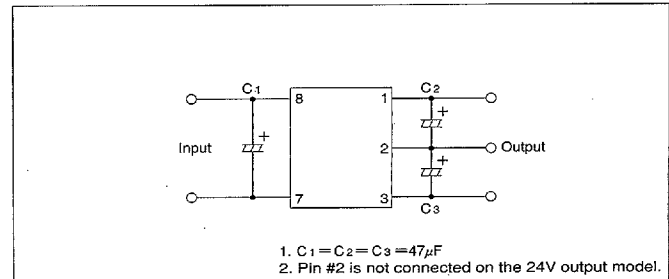 C1 C2
8 1
+ +
Input 2 Output
+
7 3
C3
1. C1=C2=C3=47μF
2. Pin #2 is not connected on the 24V output model.